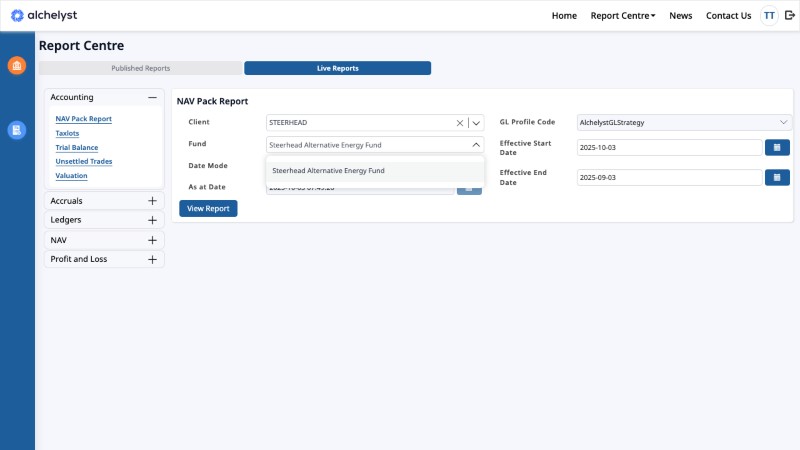 alchelyst
Home
Report Centre
News
Contact Us
TT
Report Centre
Published Reports
Live Reports
Accounting
NAV Pack Report
Taxlots
Trial Balance
Unsettled Trades
Valuation
Accruals
Ledgers
NAV
Profit and Loss
NAV Pack Report
Client
STEERHEAD
GL Profile Code
AlchelystGLStrategy
Fund
Steerhead Alternative Energy Fund
Effective Start
Date
2025-10-03
Steerhead Alternative Energy Fund
Date Mode
Effective End
Date
2025-09-03
As at Date
View Report